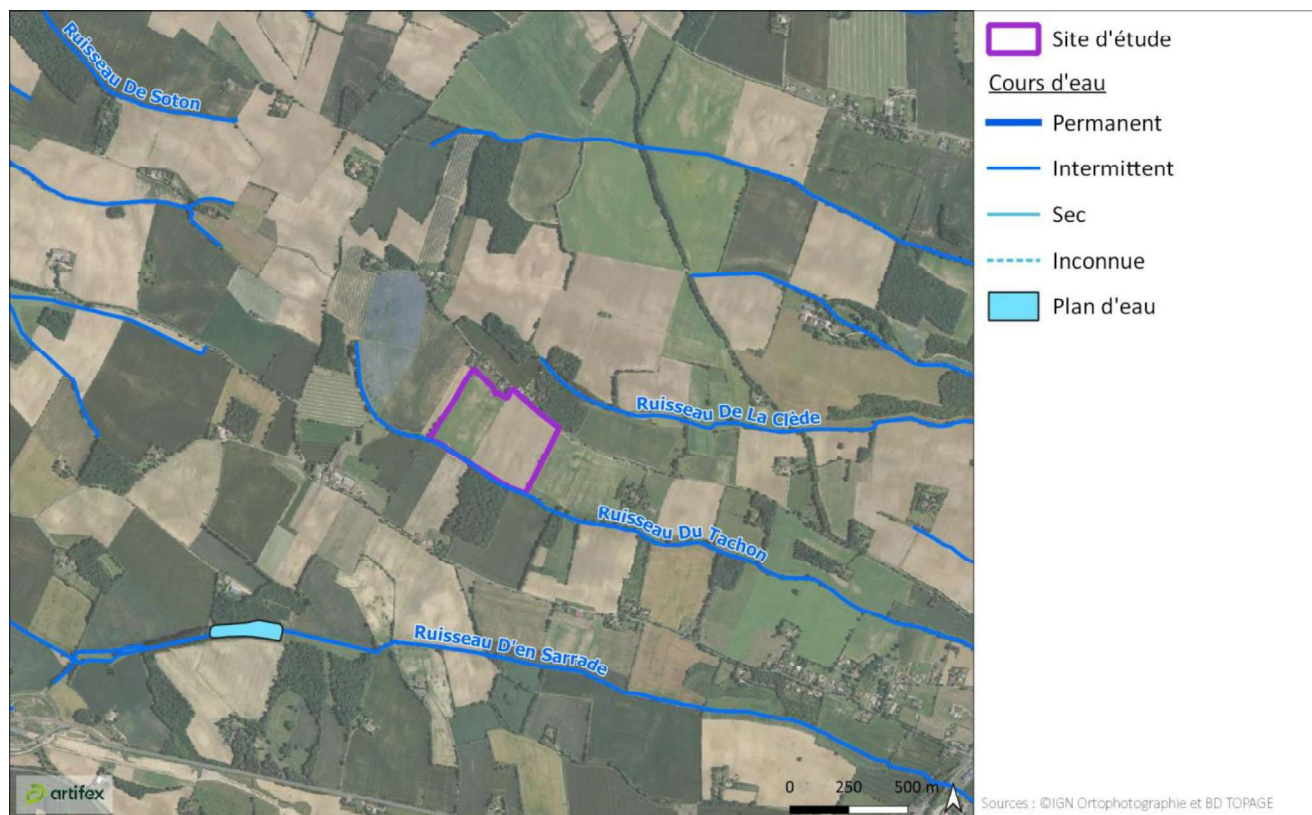 Ruisseau De Soton
Ruisseau De La Clède
Ruisseau Du Tachon
Ruisseau D'en Sarrade
artifex
0 250 500 m
Site d'étude
Cours d'eau
Permanent
Intermittent
Sec
Inconnue
Plan d'eau
Sources : ©IGN Ortophotographie et BD TOPAGE